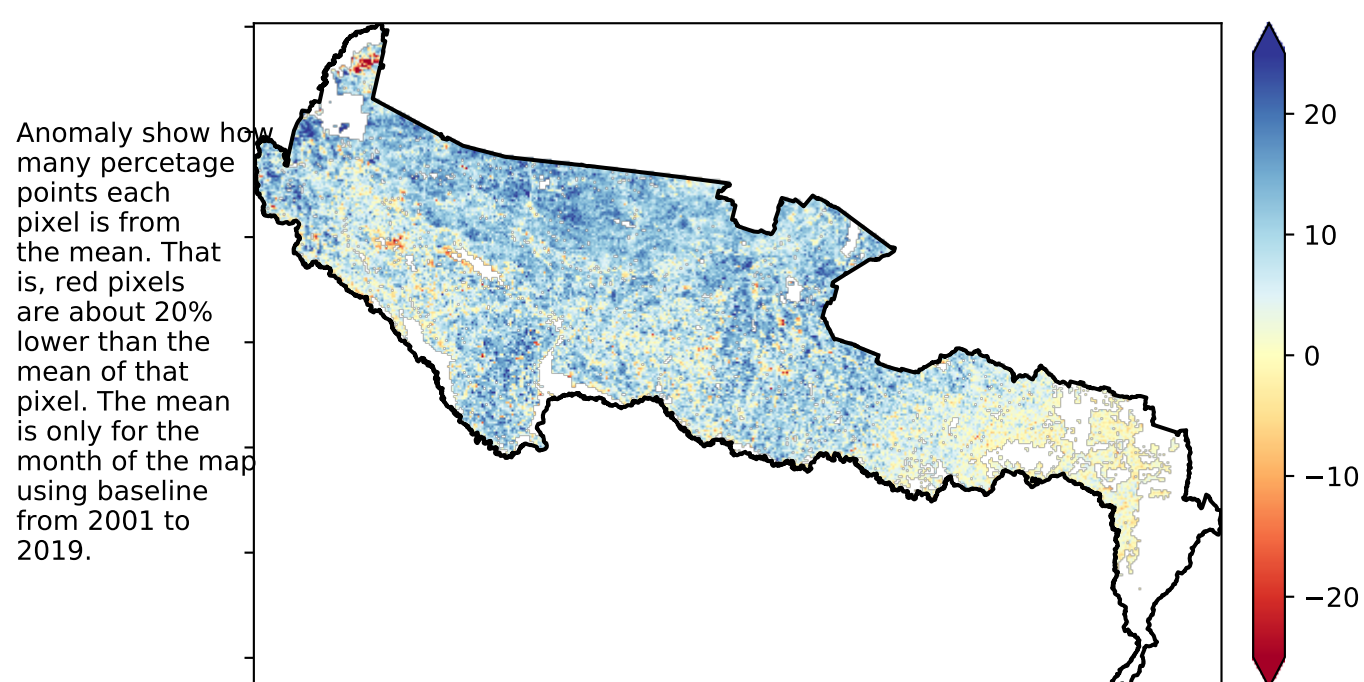 Anomaly show how
many percetage
points each
pixel is from
the mean. That
is, red pixels
are about 20%
lower than the
mean of that
pixel. The mean
is only for the
month of the map
using baseline
from 2001 to
2019.
20
10
0
−10
−20